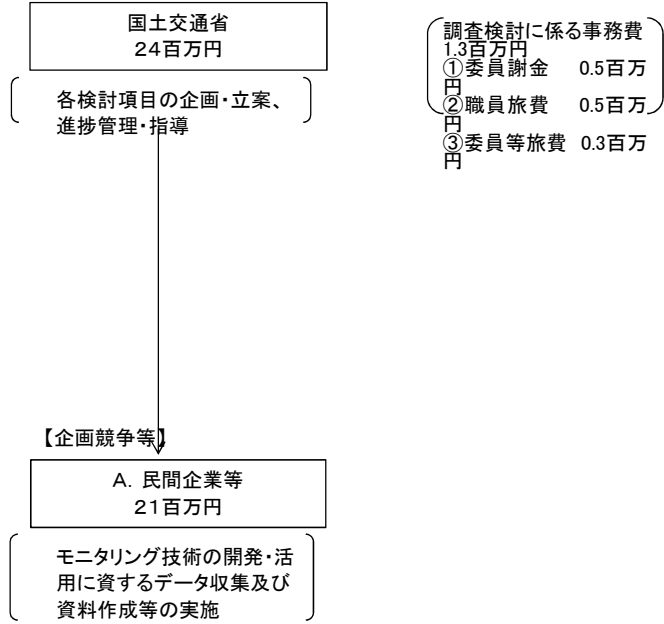 国土交通省
２４百万円
各検討項目の企画・立案、
進捗管理・指導
調査検討に係る事務費
1.3百万円
①委員謝金　0.5百万
円
②職員旅費　0.5百万
円
③委員等旅費　0.3百万
円
【企画競争等】
Ａ．民間企業等
２１百万円
モニタリング技術の開発・活
用に資するデータ収集及び
資料作成等の実施